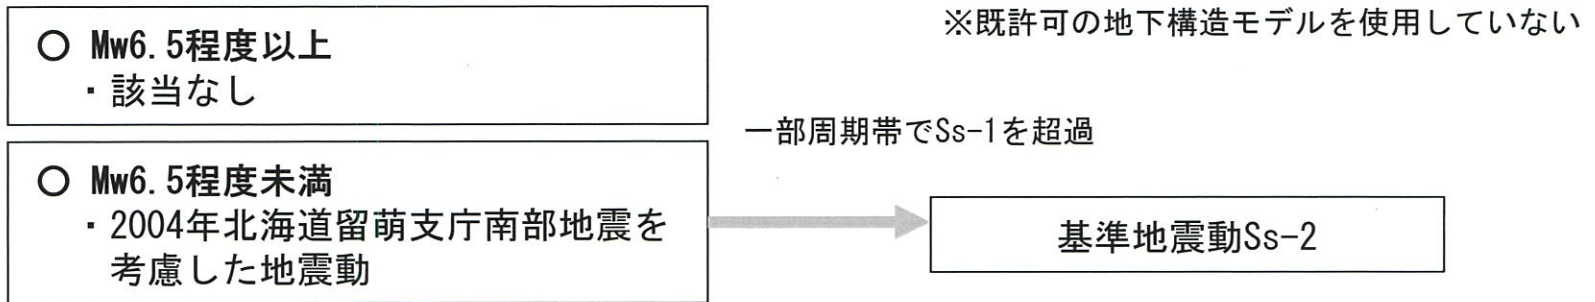 ※既許可の地下構造モデルを使用していない
○ Mw6.5程度以上
・該当なし
一部周期帯でSs-1を超過
○ Mw6.5程度未満
・2004年北海道留萌支庁南部地震を
考慮した地震動
基準地震動Ss-2